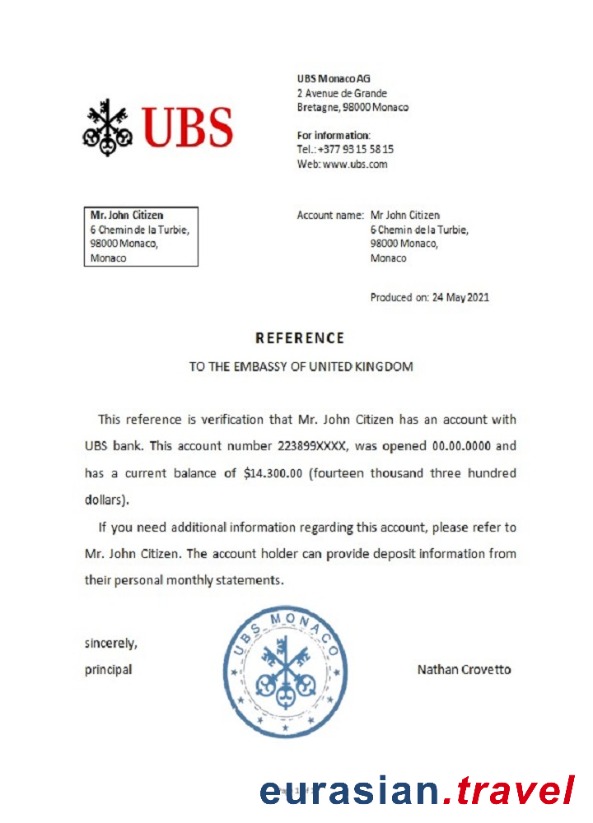 UBS
UBS Monaco AG
2 Avenue de Grande
Bretagne, 98000 Monaco
For information:
Tel.: +377 93 15 58 15
Web: www.ubs.com
Mr. John Citizen
6 Chemin de la Turbie,
98000 Monaco,
Monaco
Account name: Mr John Citizen
6 Chemin de la Turbie,
98000 Monaco,
Monaco
Produced on: 24 May 2021
REFERENCE
TO THE EMBASSY OF UNITED KINGDOM
This reference is verification that Mr. John Citizen has an account with
UBS bank. This account number 223899XXXX, was opened 00.00.0000 and
has a current balance of $14.300.00 (fourteen thousand three hundred
dollars).
If you need additional information regarding this account, please refer to
Mr. John Citizen. The account holder can provide deposit information from
their personal monthly statements.
sincerely,
principal
UBS MONACO
Nathan Crovetto
eurasian.travel